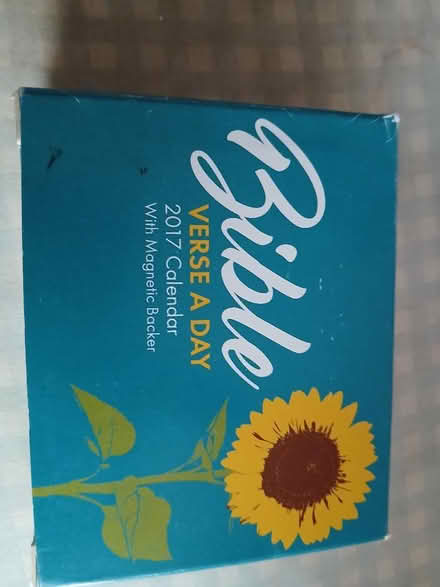 Bible
VERSE A DAY
2017 Calendar
With Magnetic Backer